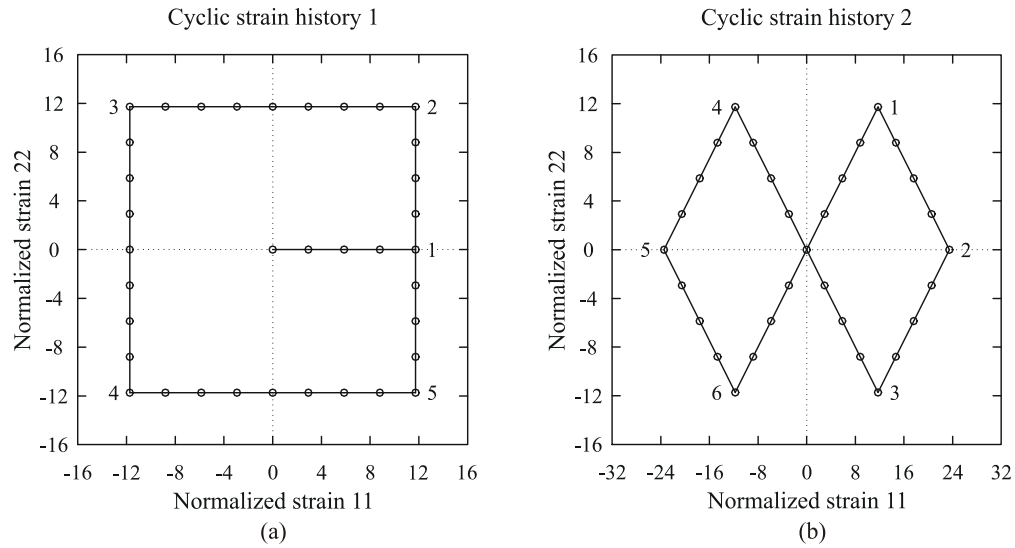 Cyclic strain history 1
16
12
8
4
0
-4
-8
-12
-16
Normalized strain 22
3
2
1
4
5
-16 -12 -8 -4 0 4 8 12 16
Normalized strain 11
(a)
Cyclic strain history 2
16
12
8
4
0
-4
-8
-12
-16
Normalized strain 22
4
1
5
2
6
3
-32 -24 -16 -8 0 8 16 24 32
Normalized strain 11
(b)